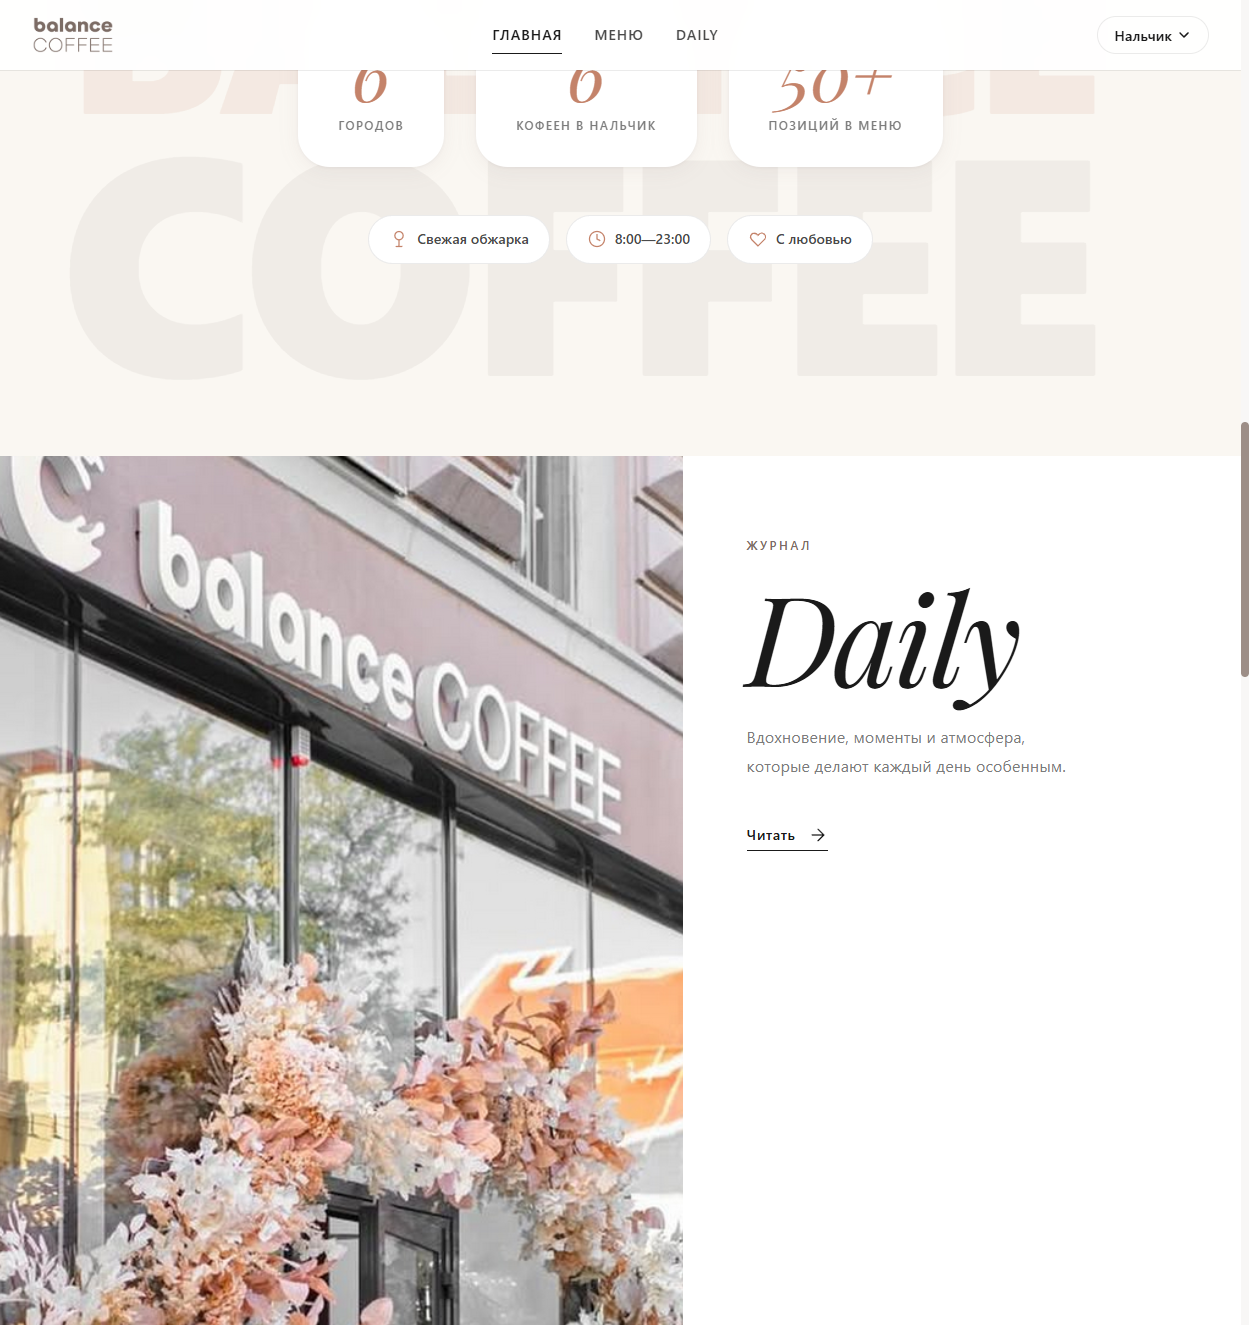 balance
COFFEE
ГЛАВНАЯ
МЕНЮ
DAILY
Нальчик
6
ГОРОДОВ
6
КОФЕЕН В НАЛЬЧИК
50+
ПОЗИЦИЙ В МЕНЮ
COFFEE
Свежая обжарка
8:00—23:00
С любовью
balance COFFEE
ЖУРНАЛ
Daily
Вдохновение, моменты и атмосфера,
которые делают каждый день особенным.
Читать